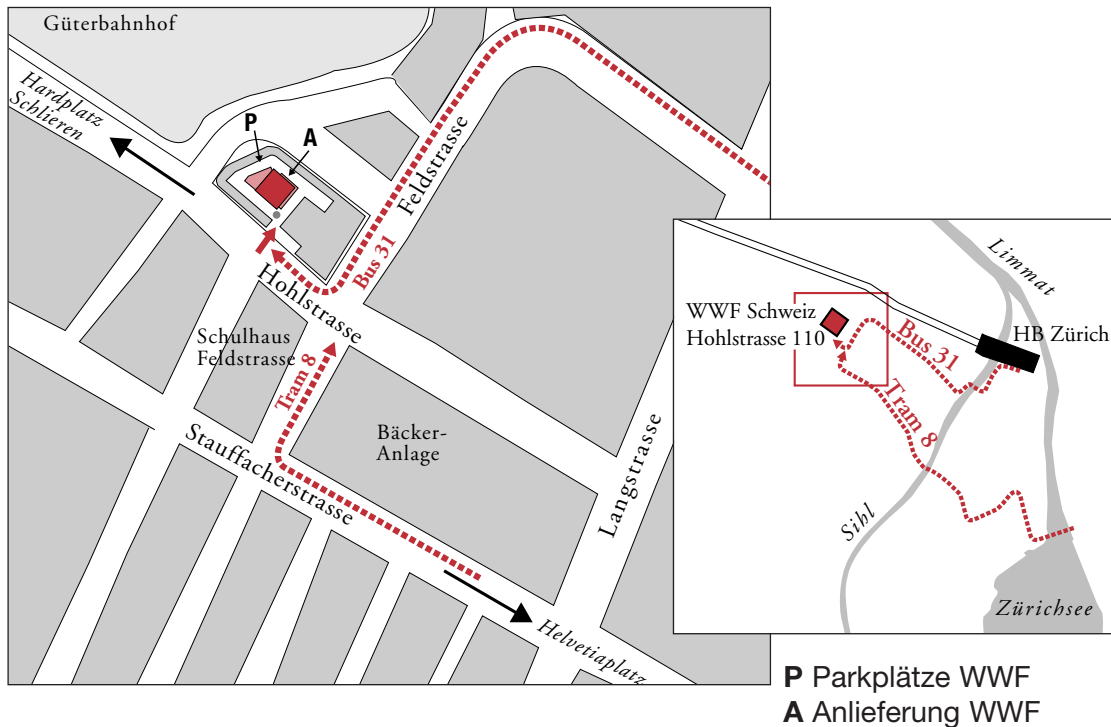 Güterbahnhof
Hardplatz
Schlieren
P
A
Feldstrasse
Bus 31
Hohlstrasse
Schulhaus
Feldstrasse
Tram 8
Bäcker-
Anlage
Stauffacherstrasse
Langstrasse
Helvetiaplatz
Limmat
WWF Schweiz
Hohlstrasse 110
HB Zürich
Bus 31
Tram 8
Sihl
Zürichsee
P Parkplätze WWF
A Anlieferung WWF